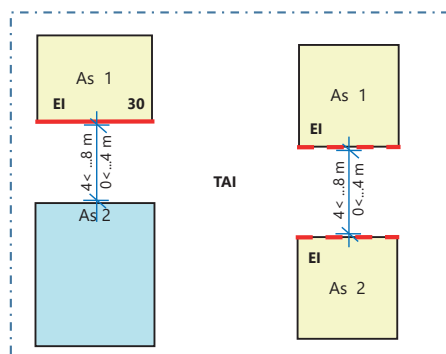 As 1
EI 30
4<...8 m
0<...4 m
As 2
TAI
As 1
EI
4<...8 m
0<...4 m
EI
As 2